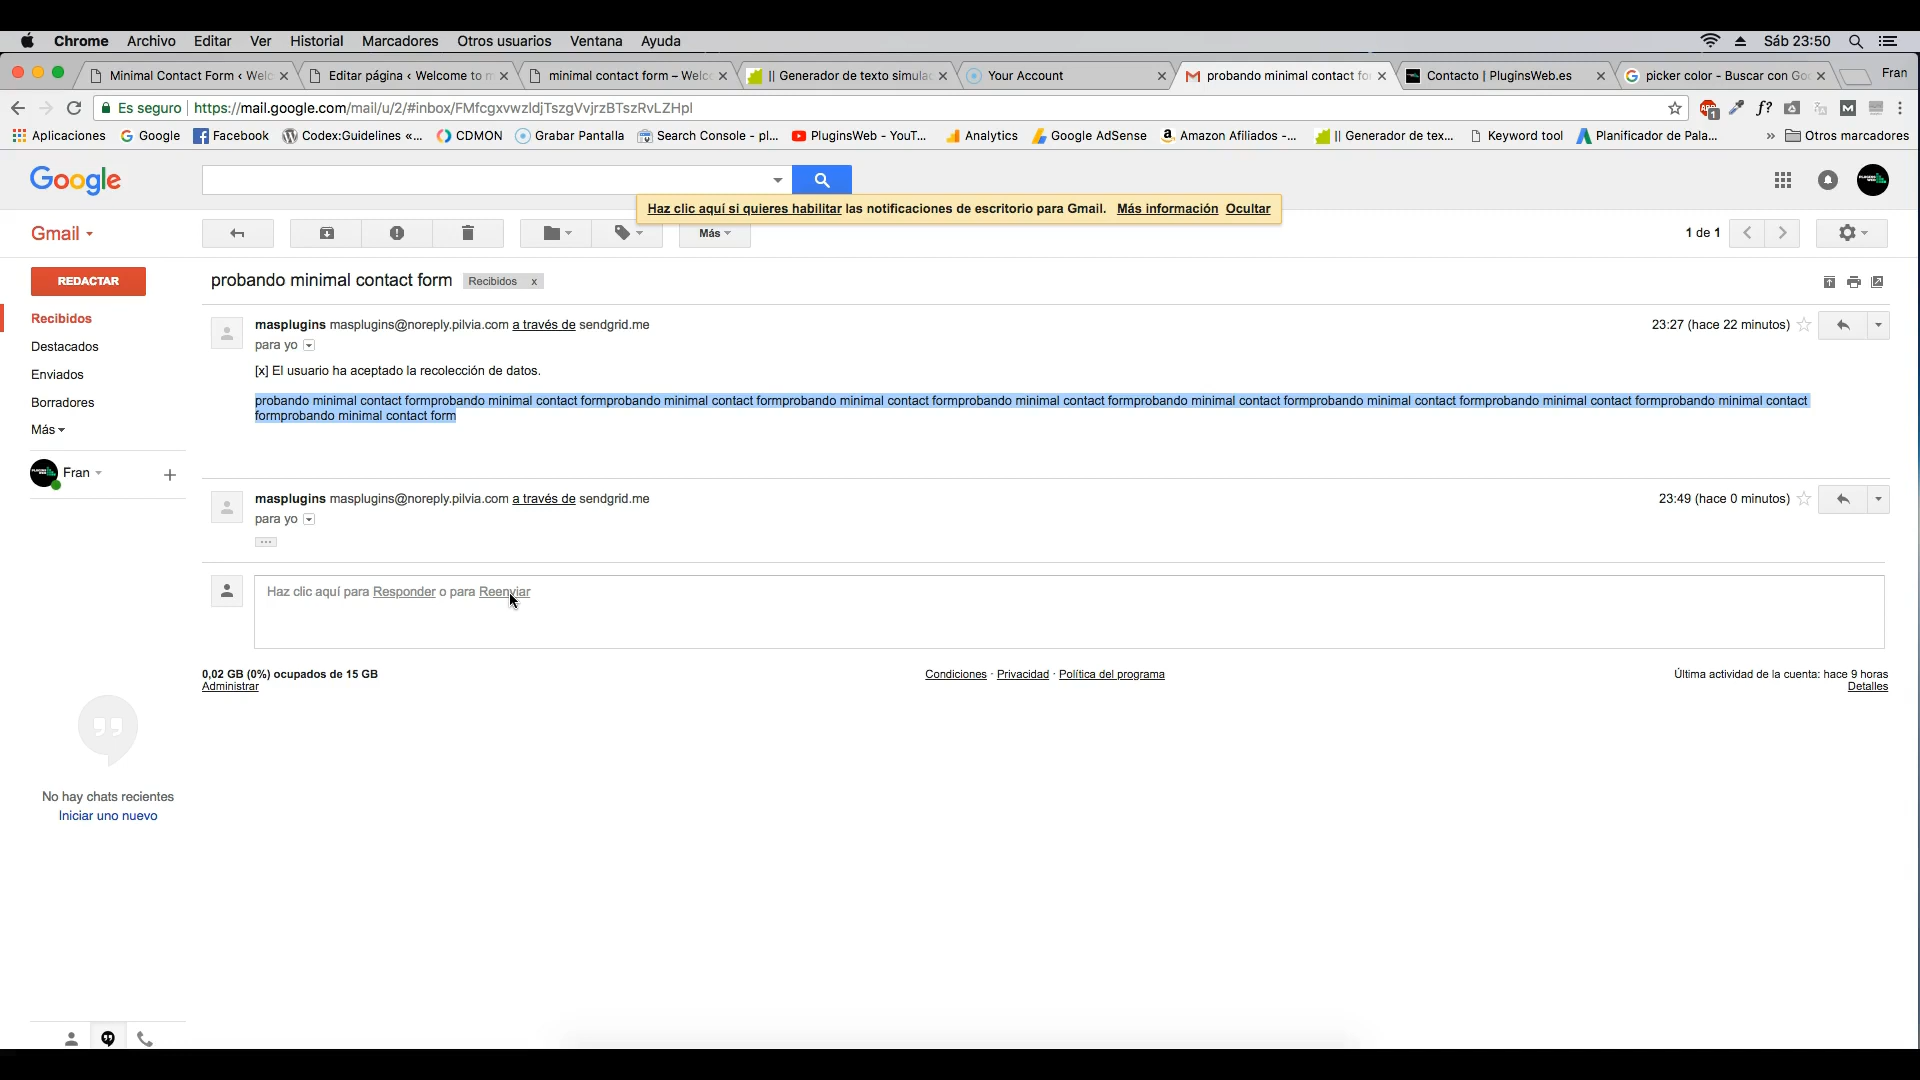 Chrome Archivo Editar Ver Historial Marcadores Otros usuarios Ventana Ayuda Sáb 23:50
Minimal Contact Form ‹ Welc Editar página ‹ Welcome to m minimal contact form – Welc || Generador de texto simula Your Account probando minimal contact fo Contacto | PluginsWeb.es picker color - Buscar con Go Fran
Es seguro https://mail.google.com/mail/u/2/#inbox/FMfcgxvwzldjTszgVvjrzBTszRvLZHpl
Aplicaciones Google Facebook Codex:Guidelines «... CDMON Grabar Pantalla Search Console - pl... PluginsWeb - YouT... Analytics Google AdSense Amazon Afiliados -... || Generador de tex... Keyword tool Planificador de Pala... » Otros marcadores
Google
Haz clic aquí si quieres habilitar las notificaciones de escritorio para Gmail. Más información Ocultar
Gmail Más 1 de 1
REDACTAR
probando minimal contact form Recibidos x
Recibidos
Destacados
Enviados
Borradores
Más
Fran
masplugins masplugins@noreply.pilvia.com a través de sendgrid.me 23:27 (hace 22 minutos)
para yo
[x] El usuario ha aceptado la recolección de datos.
probando minimal contact formprobando minimal contact formprobando minimal contact formprobando minimal contact formprobando minimal contact formprobando minimal contact formprobando minimal contact formprobando minimal contact formprobando minimal contact
formprobando minimal contact form
masplugins masplugins@noreply.pilvia.com a través de sendgrid.me 23:49 (hace 0 minutos)
para yo
...
Haz clic aquí para Responder o para Reenviar
0,02 GB (0%) ocupados de 15 GB
Administrar
Condiciones · Privacidad · Política del programa
Última actividad de la cuenta: hace 9 horas
Detalles
No hay chats recientes
Iniciar uno nuevo